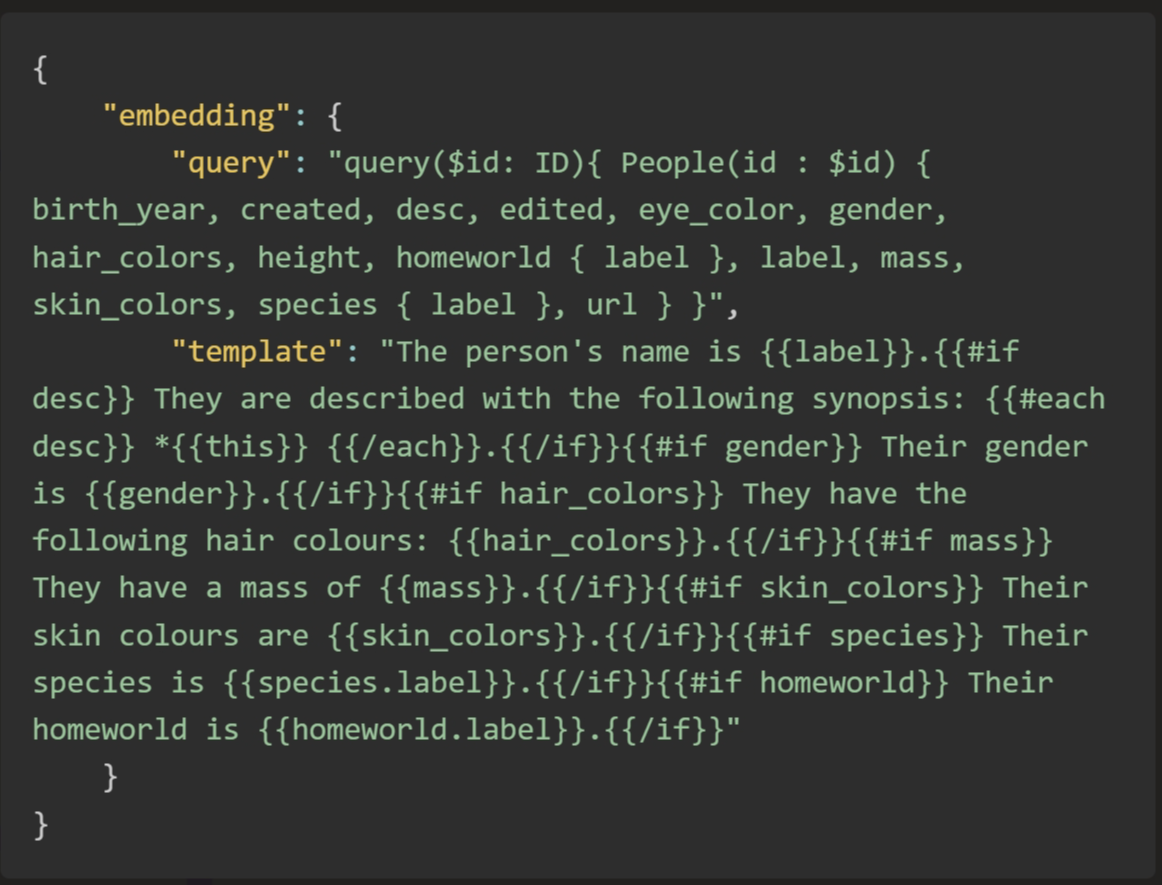 {
    "embedding": {
        "query": "query($id: ID){ People(id : $id) {
birth_year, created, desc, edited, eye_color, gender,
hair_colors, height, homeworld { label }, label, mass,
skin_colors, species { label }, url } }",
        "template": "The person's name is {{label}}.{{#if
desc}} They are described with the following synopsis: {{#each
desc}} *{{this}} {{/each}}.{{/if}}{{#if gender}} Their gender
is {{gender}}.{{/if}}{{#if hair_colors}} They have the
following hair colours: {{hair_colors}}.{{/if}}{{#if mass}}
They have a mass of {{mass}}.{{/if}}{{#if skin_colors}} Their
skin colours are {{skin_colors}}.{{/if}}{{#if species}} Their
species is {{species.label}}.{{/if}}{{#if homeworld}} Their
homeworld is {{homeworld.label}}.{{/if}}"
    }
}